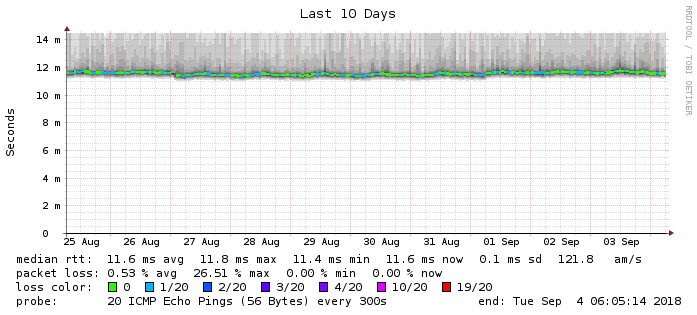 Last 10 Days
RRDTOOL / TOBI OETIKER
Seconds
14 m
12 m
10 m
8 m
6 m
4 m
2 m
0
25 Aug 26 Aug 27 Aug 28 Aug 29 Aug 30 Aug 31 Aug 01 Sep 02 Sep 03 Sep
median rtt: 11.6 ms avg 11.8 ms max 11.4 ms min 11.6 ms now 0.1 ms sd 121.8 am/s
packet loss: 0.53 % avg 26.51 % max 0.00 % min 0.00 % now
loss color: 0 1/20 2/20 3/20 4/20 10/20 19/20
probe: 20 ICMP Echo Pings (56 Bytes) every 300s end: Tue Sep 4 06:05:14 2018